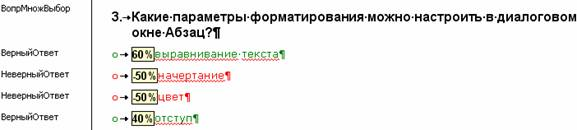 ВопрМножВыбор
3.→Какие·параметры·форматирования·можно·настроить·в·диалоговом·
окне·Абзац?¶
ВерныйОтвет
○→60%выравнивание·текста¶
НеверныйОтвет
○→-50%начертание¶
НеверныйОтвет
○→-50%цвет¶
ВерныйОтвет
○→40%отступ¶